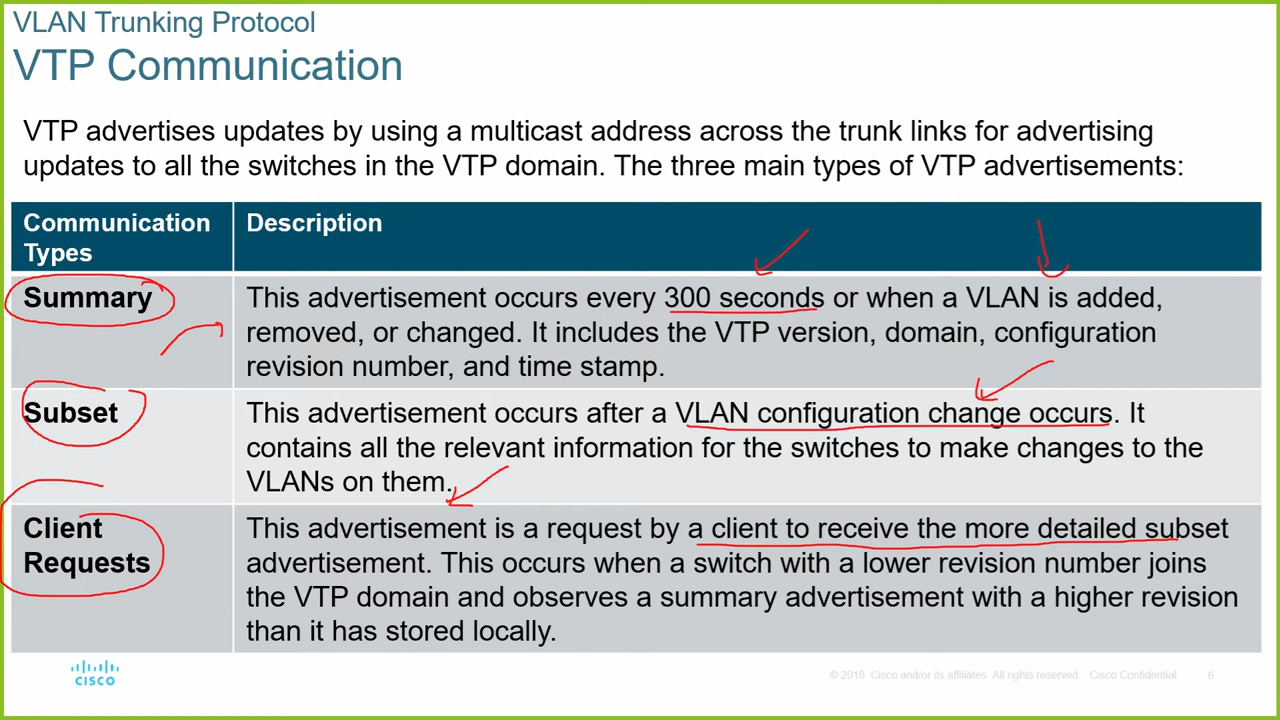 VLAN Trunking Protocol
VTP Communication
VTP advertises updates by using a multicast address across the trunk links for advertising
updates to all the switches in the VTP domain. The three main types of VTP advertisements:
Communication
Types
Description
Summary
This advertisement occurs every 300 seconds or when a VLAN is added,
removed, or changed. It includes the VTP version, domain, configuration
revision number, and time stamp.
Subset
This advertisement occurs after a VLAN configuration change occurs. It
contains all the relevant information for the switches to make changes to the
VLANs on them.
Client
Requests
This advertisement is a request by a client to receive the more detailed subset
advertisement. This occurs when a switch with a lower revision number joins
the VTP domain and observes a summary advertisement with a higher revision
than it has stored locally.
CISCO
© 2016 Cisco and/or its affiliates. All rights reserved. Cisco Confidential
6